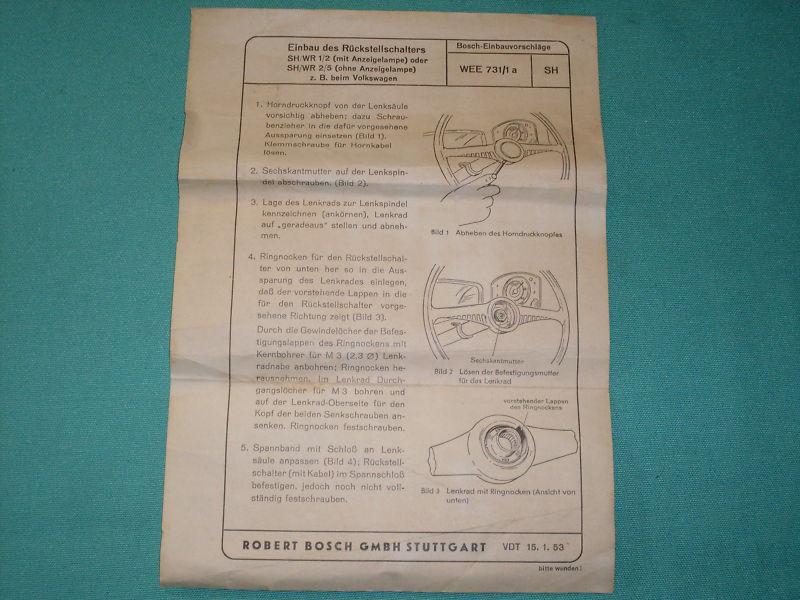 Einbau des Rückstellschalters
SH/WR 1/2 (mit Anzeigelampe) oder
SH/WR 2/5 (ohne Anzeigelampe)
z. B. beim Volkswagen
Bosch-Einbauvorschläge
WEE 731/1 a
SH
1. Horndruckknopf von der Lenksäule
vorsichtig abheben; dazu Schrau-
benzieher in die dafür vorgesehene
Aussparung einsetzen (Bild 1).
Klemmschraube für Hornkabel
lösen.
2. Sechskantmutter auf der Lenkspin-
del abschrauben. (Bild 2).
3. Lage des Lenkrads zur Lenkspindel
kennzeichnen (ankörnen), Lenkrad
auf „geradeaus" stellen und abneh-
men.
4. Ringnocken für den Rückstellschal-
ter von unten her so in die Aus-
sparung des Lenkrades einlegen,
daß der vorstehende Lappen in die
für den Rückstellschalter vorge-
sehene Richtung zeigt (Bild 3).
Durch die Gewindelöcher der Befes-
tigungslappen des Ringnockens mit
Kernbohrer für M 3 (2,3 Ø) Lenk-
radnabe anbohren; Ringnocken he-
rausnehmen. Im Lenkrad Durch-
gangslöcher für M 3 bohren und
auf der Lenkrad-Oberseite für den
Kopf der beiden Senkschrauben an-
senken. Ringnocken festschrauben.
5. Spannband mit Schloß an Lenk-
säule anpassen (Bild 4); Rückstell-
schalter (mit Kabel) im Spannschloß
befestigen, jedoch noch nicht voll-
ständig festschrauben.
Bild 1 Abheben des Horndruckknopfes
Sechskantmutter
Bild 2 Lösen der Befestigungsmutter
für das Lenkrad
vorstehender Lappen
des Ringnockens
Bild 3 Lenkrad mit Ringnocken (Ansicht von
unten)
ROBERT BOSCH GMBH STUTTGART VDT 15. 1. 53
bitte wenden!